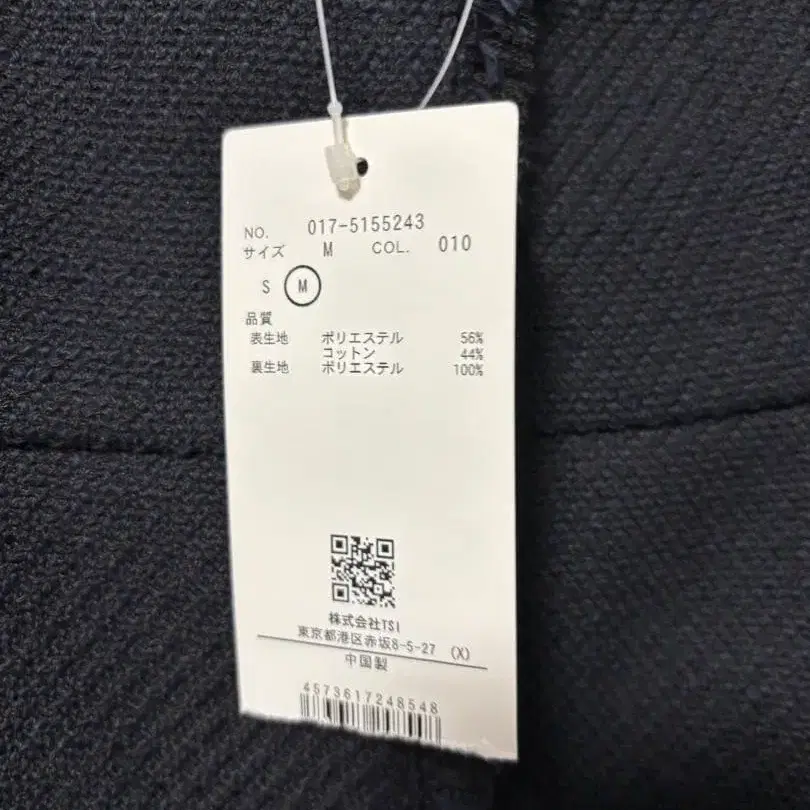 NO. 017-5155243
サイズ M COL. 010
S M
品質
表生地 ポリエステル 56%
コットン 44%
裏生地 ポリエステル 100%
株式会社TSI
東京都港区赤坂8-5-27 (X)
中国製
4573617248548